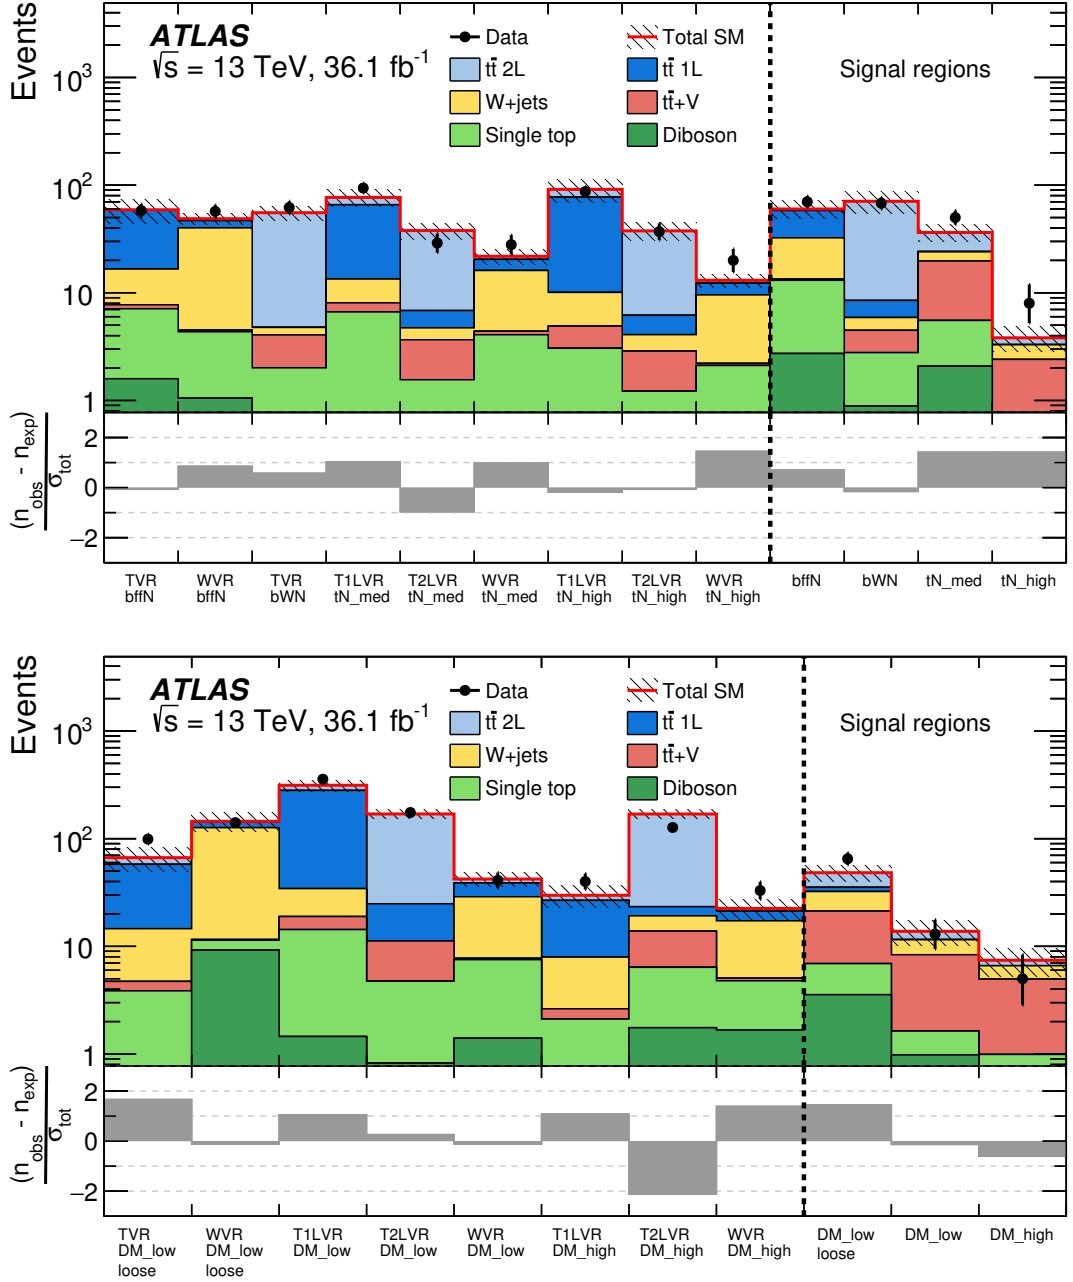 Events
10³
10²
10
1
ATLAS
√s = 13 TeV, 36.1 fb⁻¹
Data
Total SM
tt̄ 2L
tt̄ 1L
W+jets
tt̄+V
Single top
Diboson
Signal regions
(n_obs - n_exp)
σ_tot
2
0
−2
TVR
bffN
WVR
bffN
TVR
bWN
T1LVR
tN_med
T2LVR
tN_med
WVR
tN_med
T1LVR
tN_high
T2LVR
tN_high
WVR
tN_high
bffN
bWN
tN_med
tN_high
Events
10³
10²
10
1
ATLAS
√s = 13 TeV, 36.1 fb⁻¹
Data
Total SM
tt̄ 2L
tt̄ 1L
W+jets
tt̄+V
Single top
Diboson
Signal regions
(n_obs - n_exp)
σ_tot
2
0
−2
TVR
DM_low
loose
WVR
DM_low
loose
T1LVR
DM_low
T2LVR
DM_low
WVR
DM_low
T1LVR
DM_high
T2LVR
DM_high
WVR
DM_high
DM_low
loose
DM_low
DM_high